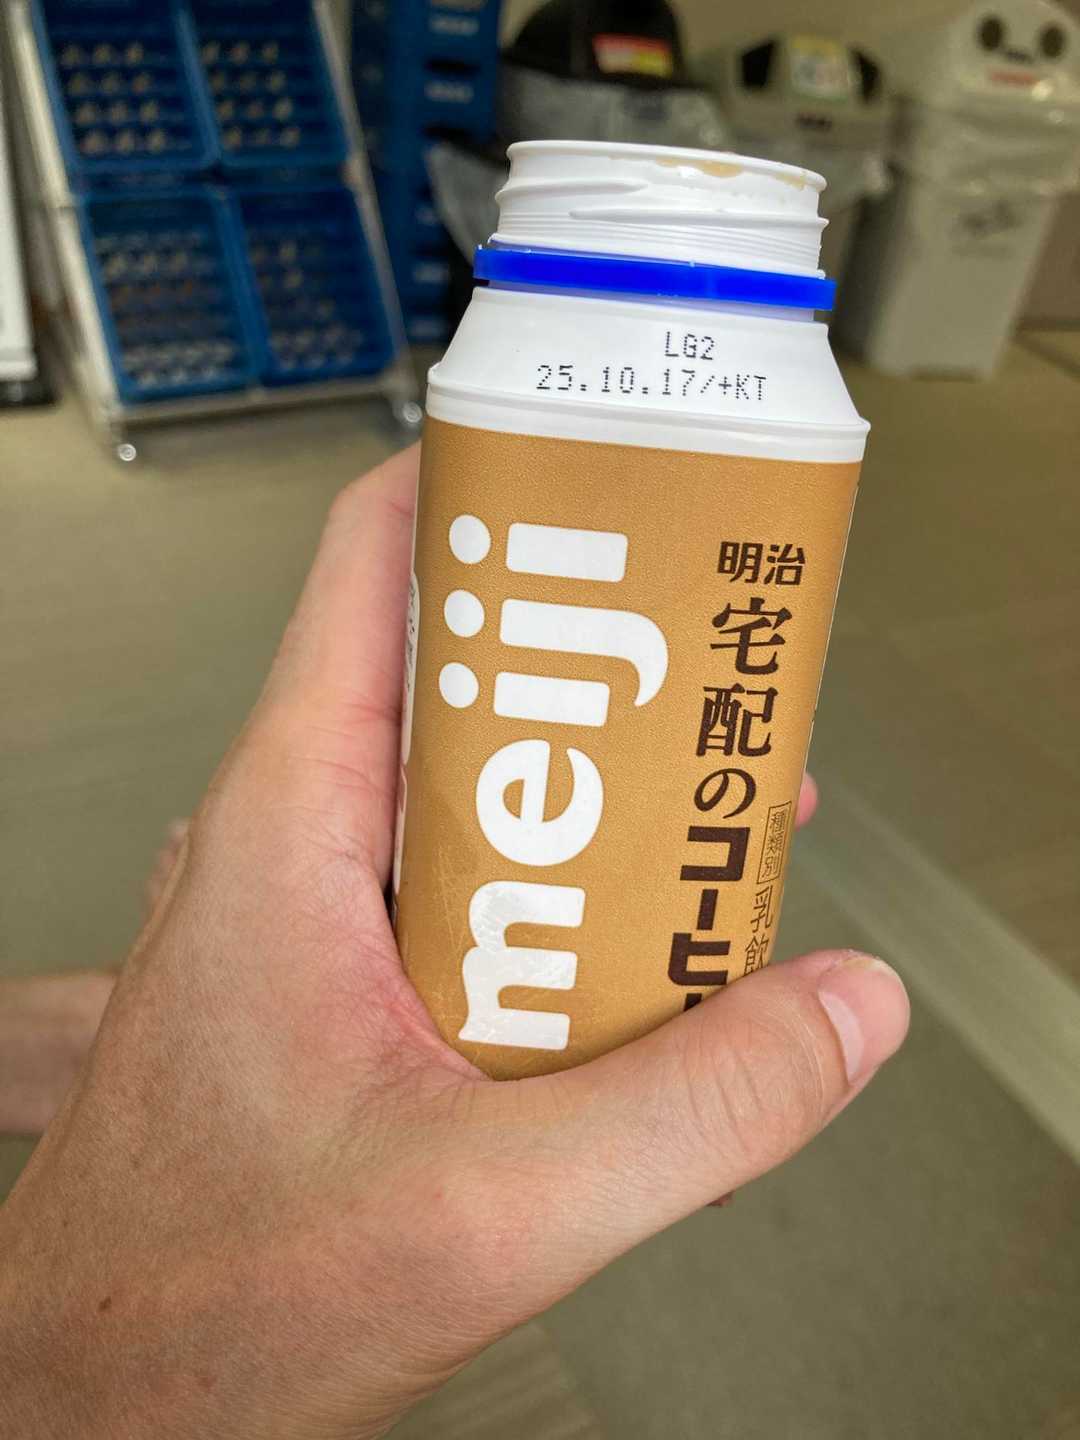 LG2
25.10.17/+KT
meiji
明治
宅配のコーヒー
種類別 乳飲